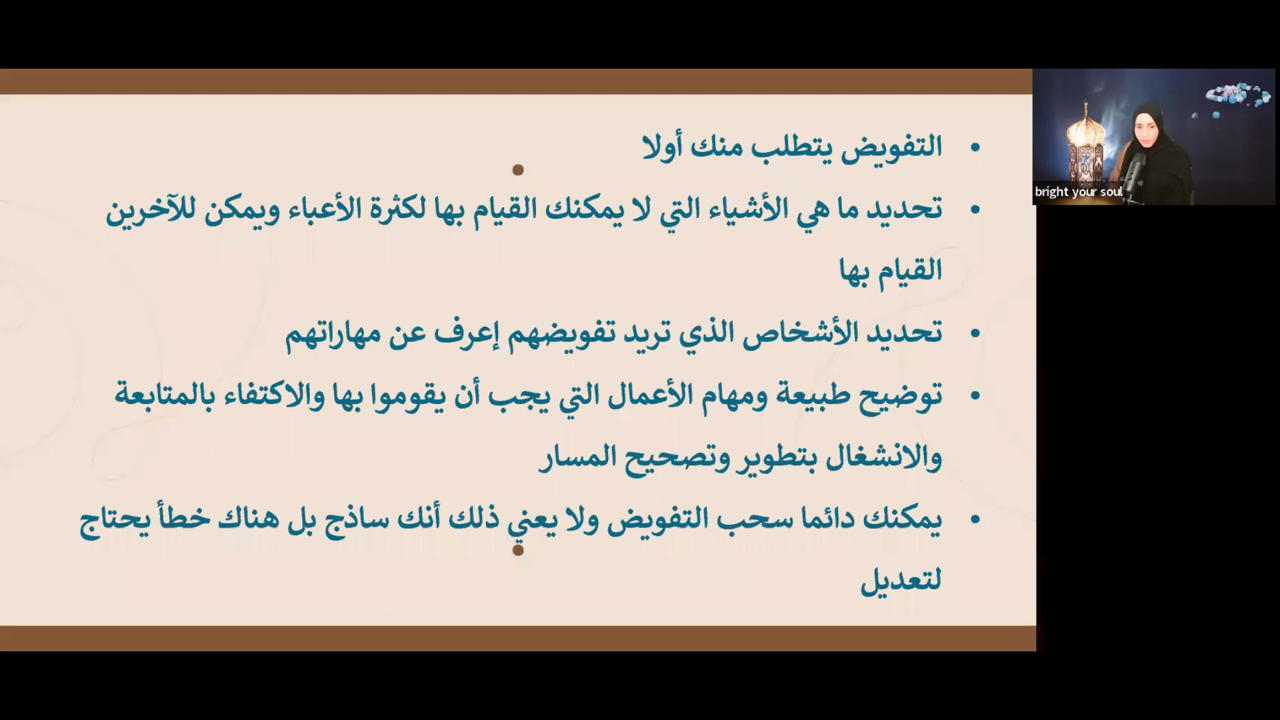 • التفويض يتطلب منك أولا
• تحديد ما هي الأشياء التي لا يمكنك القيام بها لكثرة الأعباء ويمكن للآخرين
القيام بها
• تحديد الأشخاص الذي تريد تفويضهم إعرف عن مهاراتهم
• توضيح طبيعة ومهام الأعمال التي يجب أن يقوموا بها والاكتفاء بالمتابعة
والانشغال بتطوير وتصحيح المسار
• يمكنك دائما سحب التفويض ولا يعني ذلك أنك ساذج بل هناك خطأ يحتاج
لتعديل
bright your soul